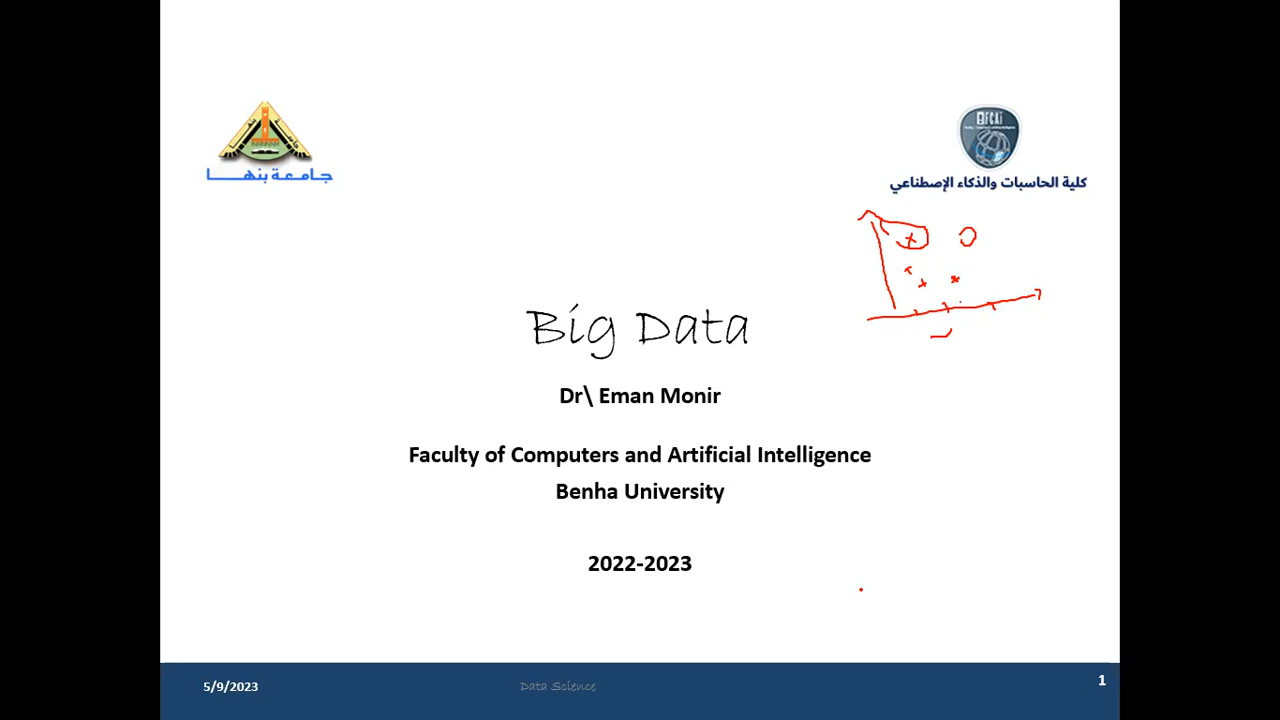 جامعة بنها
FCAi
كلية الحاسبات والذكاء الإصطناعي
Big Data
Dr\ Eman Monir
Faculty of Computers and Artificial Intelligence
Benha University
2022-2023
5/9/2023
Data Science
1